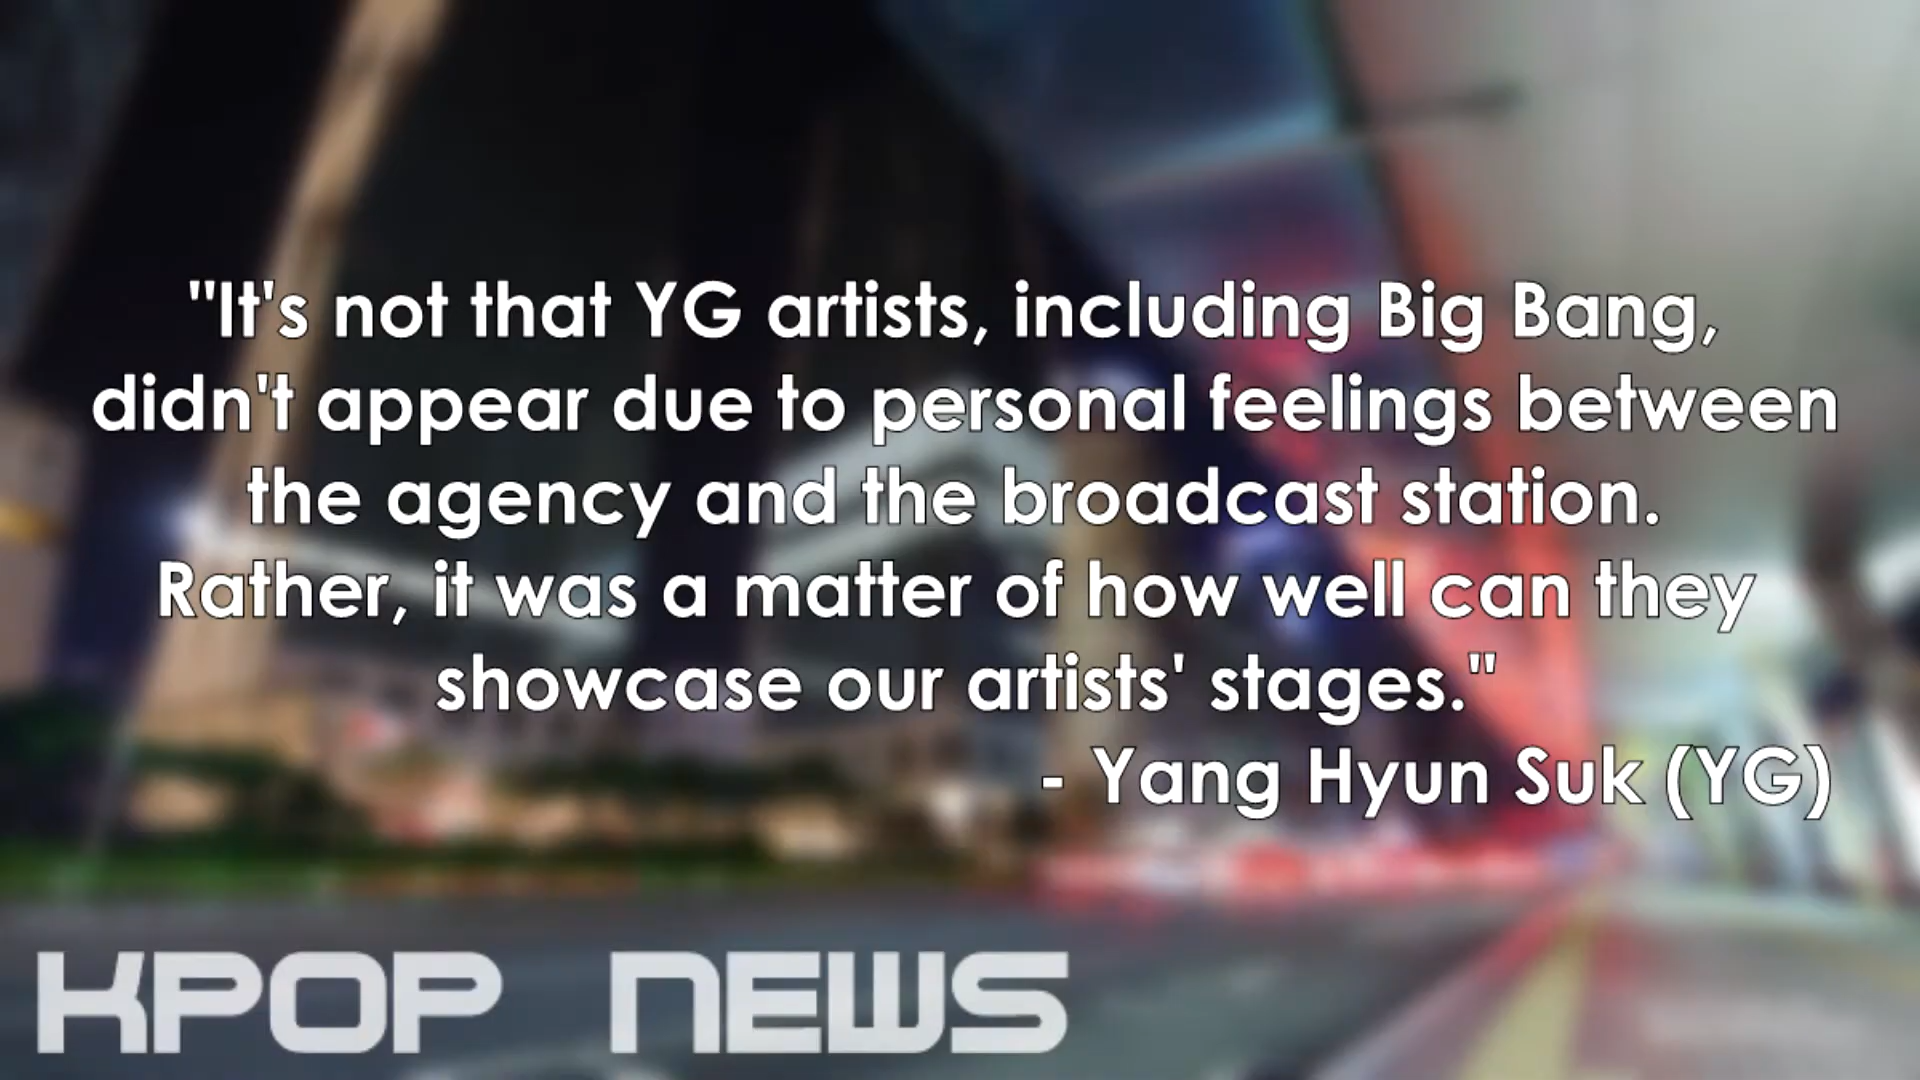 "It's not that YG artists, including Big Bang,
didn't appear due to personal feelings between
the agency and the broadcast station.
Rather, it was a matter of how well can they
showcase our artists' stages."
- Yang Hyun Suk (YG)
KPOP NEWS